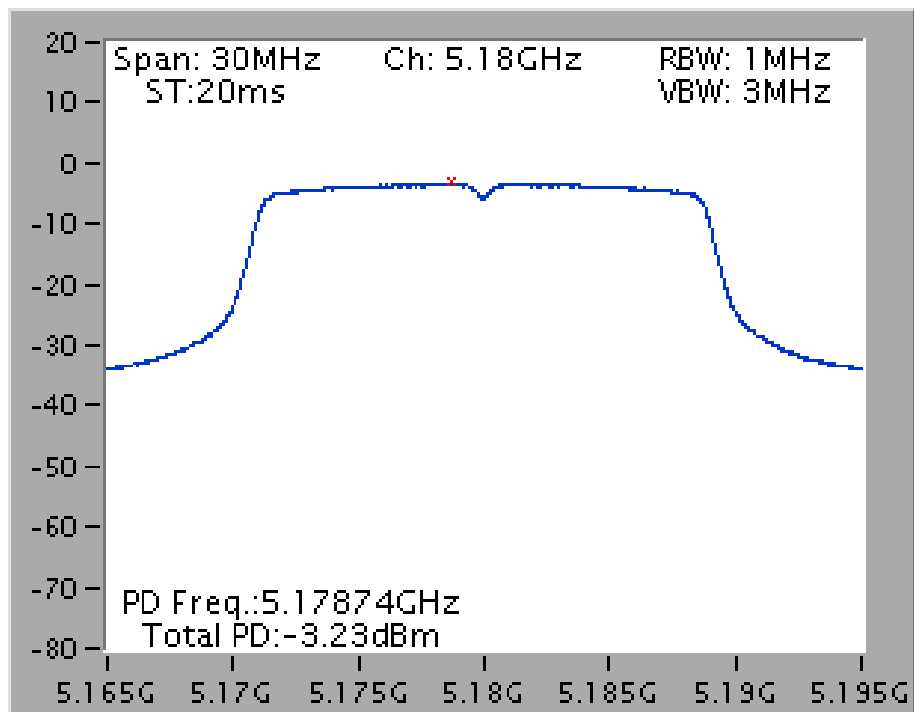 20
Span: 30MHz Ch: 5.18GHz RBW: 1MHz
10
ST:20ms VBW: 3MHz
0
-10
-20
-30
-40
-50
-60
-70
PD Freq.:5.17874GHz
Total PD:-3.23dBm
-80
5.165G 5.17G 5.175G 5.18G 5.185G 5.19G 5.195G